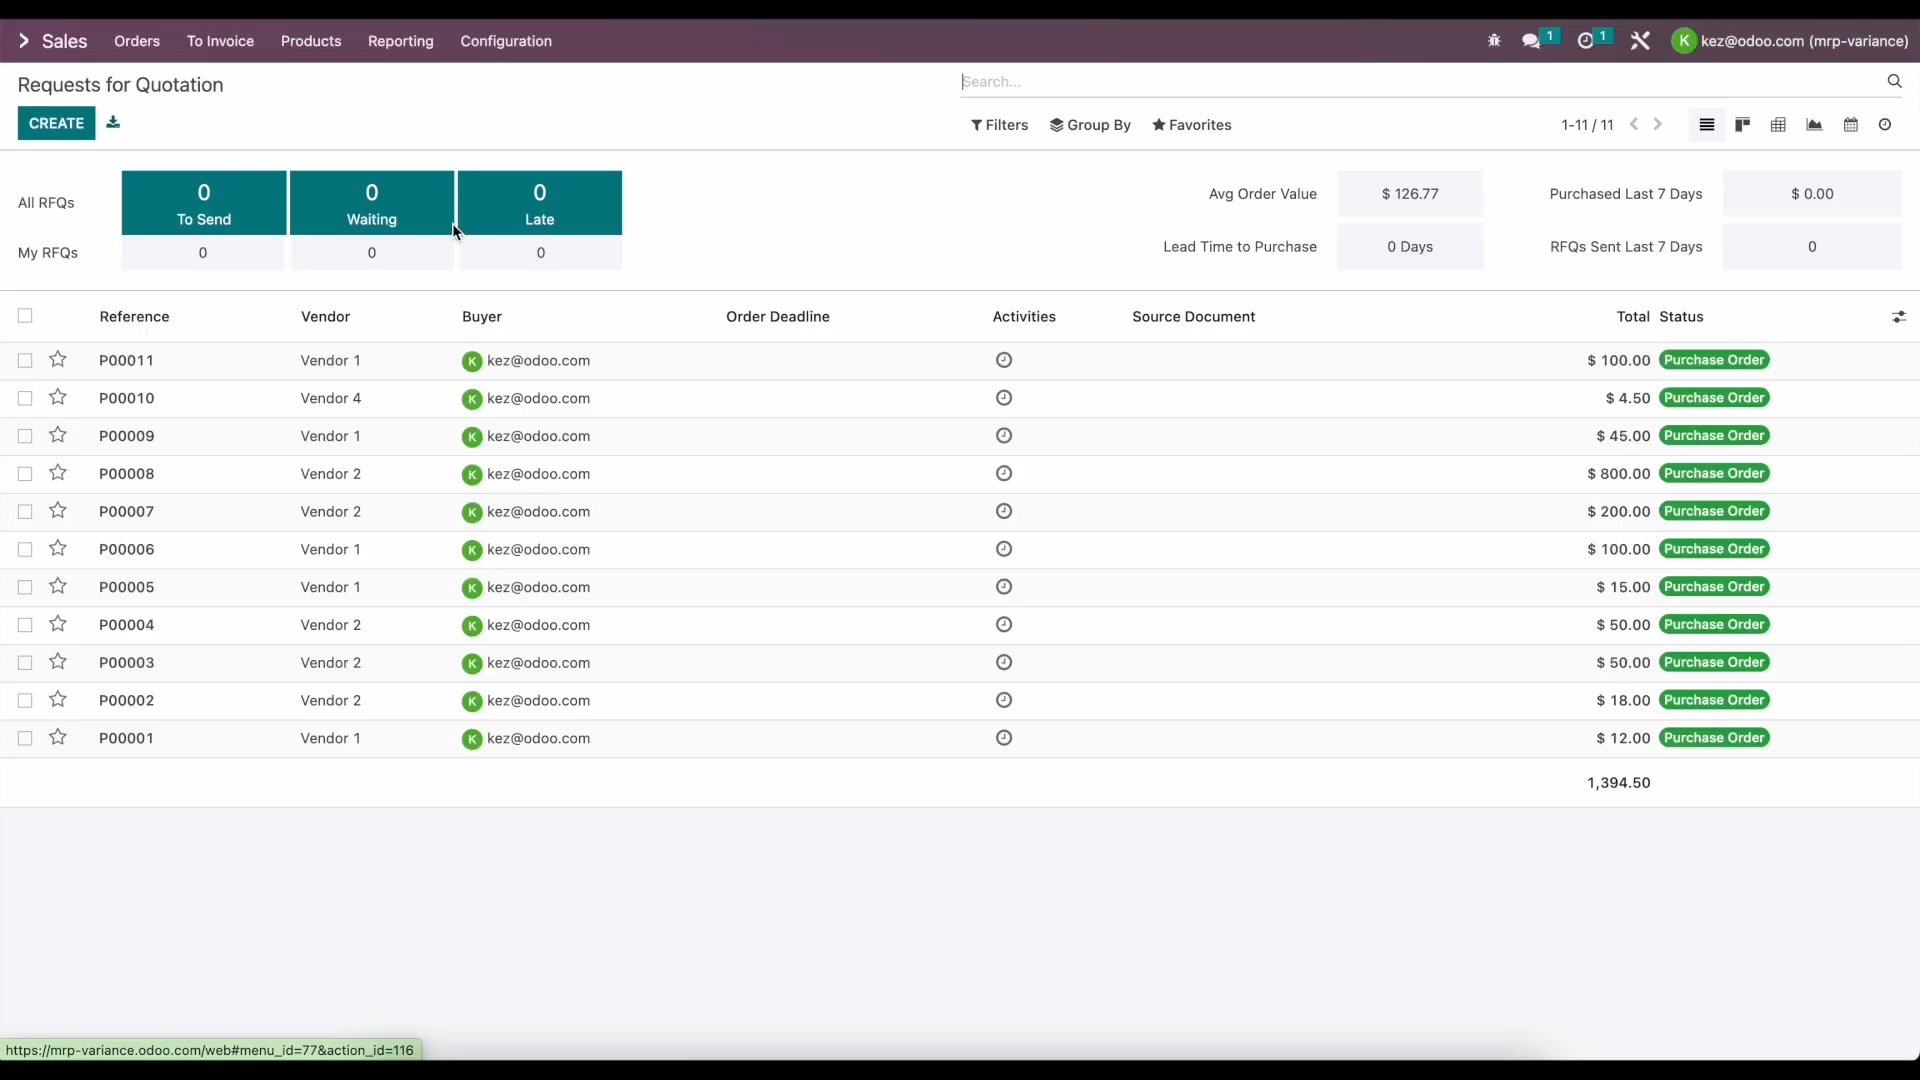 Sales Orders To Invoice Products Reporting Configuration 1 1 K kez@odoo.com (mrp-variance)
Requests for Quotation Search...
CREATE Filters Group By Favorites 1-11 / 11
All RFQs 0 To Send 0 Waiting 0 Late
My RFQs 0 0 0
Avg Order Value $ 126.77 Purchased Last 7 Days $ 0.00
Lead Time to Purchase 0 Days RFQs Sent Last 7 Days 0
Reference Vendor Buyer Order Deadline Activities Source Document Total Status
P00011 Vendor 1 K kez@odoo.com $ 100.00 Purchase Order
P00010 Vendor 4 K kez@odoo.com $ 4.50 Purchase Order
P00009 Vendor 1 K kez@odoo.com $ 45.00 Purchase Order
P00008 Vendor 2 K kez@odoo.com $ 800.00 Purchase Order
P00007 Vendor 2 K kez@odoo.com $ 200.00 Purchase Order
P00006 Vendor 1 K kez@odoo.com $ 100.00 Purchase Order
P00005 Vendor 1 K kez@odoo.com $ 15.00 Purchase Order
P00004 Vendor 2 K kez@odoo.com $ 50.00 Purchase Order
P00003 Vendor 2 K kez@odoo.com $ 50.00 Purchase Order
P00002 Vendor 2 K kez@odoo.com $ 18.00 Purchase Order
P00001 Vendor 1 K kez@odoo.com $ 12.00 Purchase Order
1,394.50
https://mrp-variance.odoo.com/web#menu_id=77&action_id=116